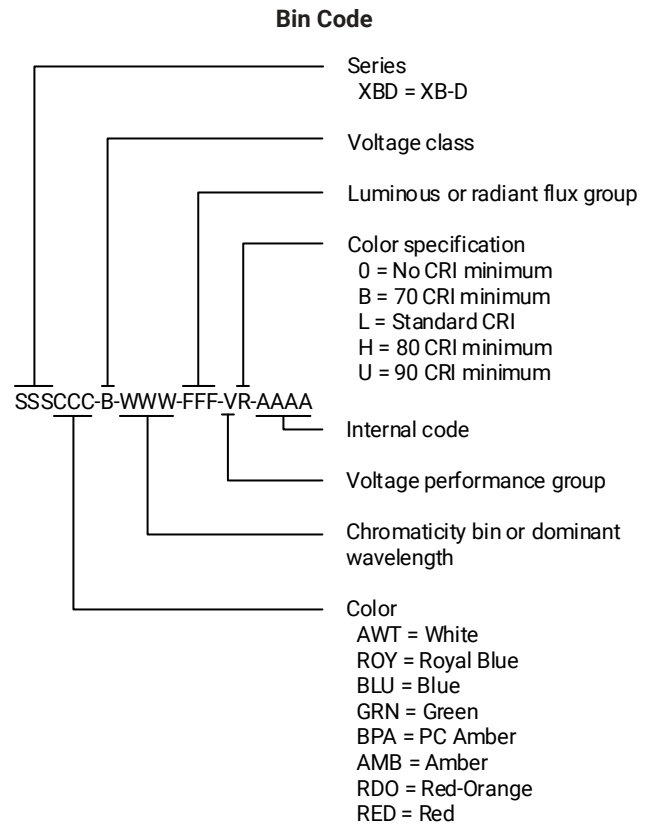 Bin Code
Series
XBD = XB-D
Voltage class
Luminous or radiant flux group
Color specification
0 = No CRI minimum
B = 70 CRI minimum
L = Standard CRI
H = 80 CRI minimum
U = 90 CRI minimum
SSSCCC-B-WWW-FFF-VR-AAAA
Internal code
Voltage performance group
Chromaticity bin or dominant
wavelength
Color
AWT = White
ROY = Royal Blue
BLU = Blue
GRN = Green
BPA = PC Amber
AMB = Amber
RDO = Red-Orange
RED = Red